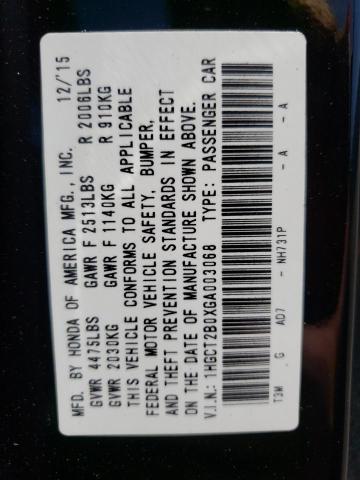 MFD. BY HONDA OF AMERICA MFG., INC. 12/'15
GVWR 4475LBS GAWR F 2513LBS R 2006LBS
GVWR 2030KG GAWR F 1140KG R 910KG
THIS VEHICLE CONFORMS TO ALL APPLICABLE
FEDERAL MOTOR VEHICLE SAFETY, BUMPER,
AND THEFT PREVENTION STANDARDS IN EFFECT
ON THE DATE OF MANUFACTURE SHOWN ABOVE.
V.I.N.: 1HGCT2B0XGA003068 TYPE: PASSENGER CAR
T3M G AD7 - NH731P - A - A